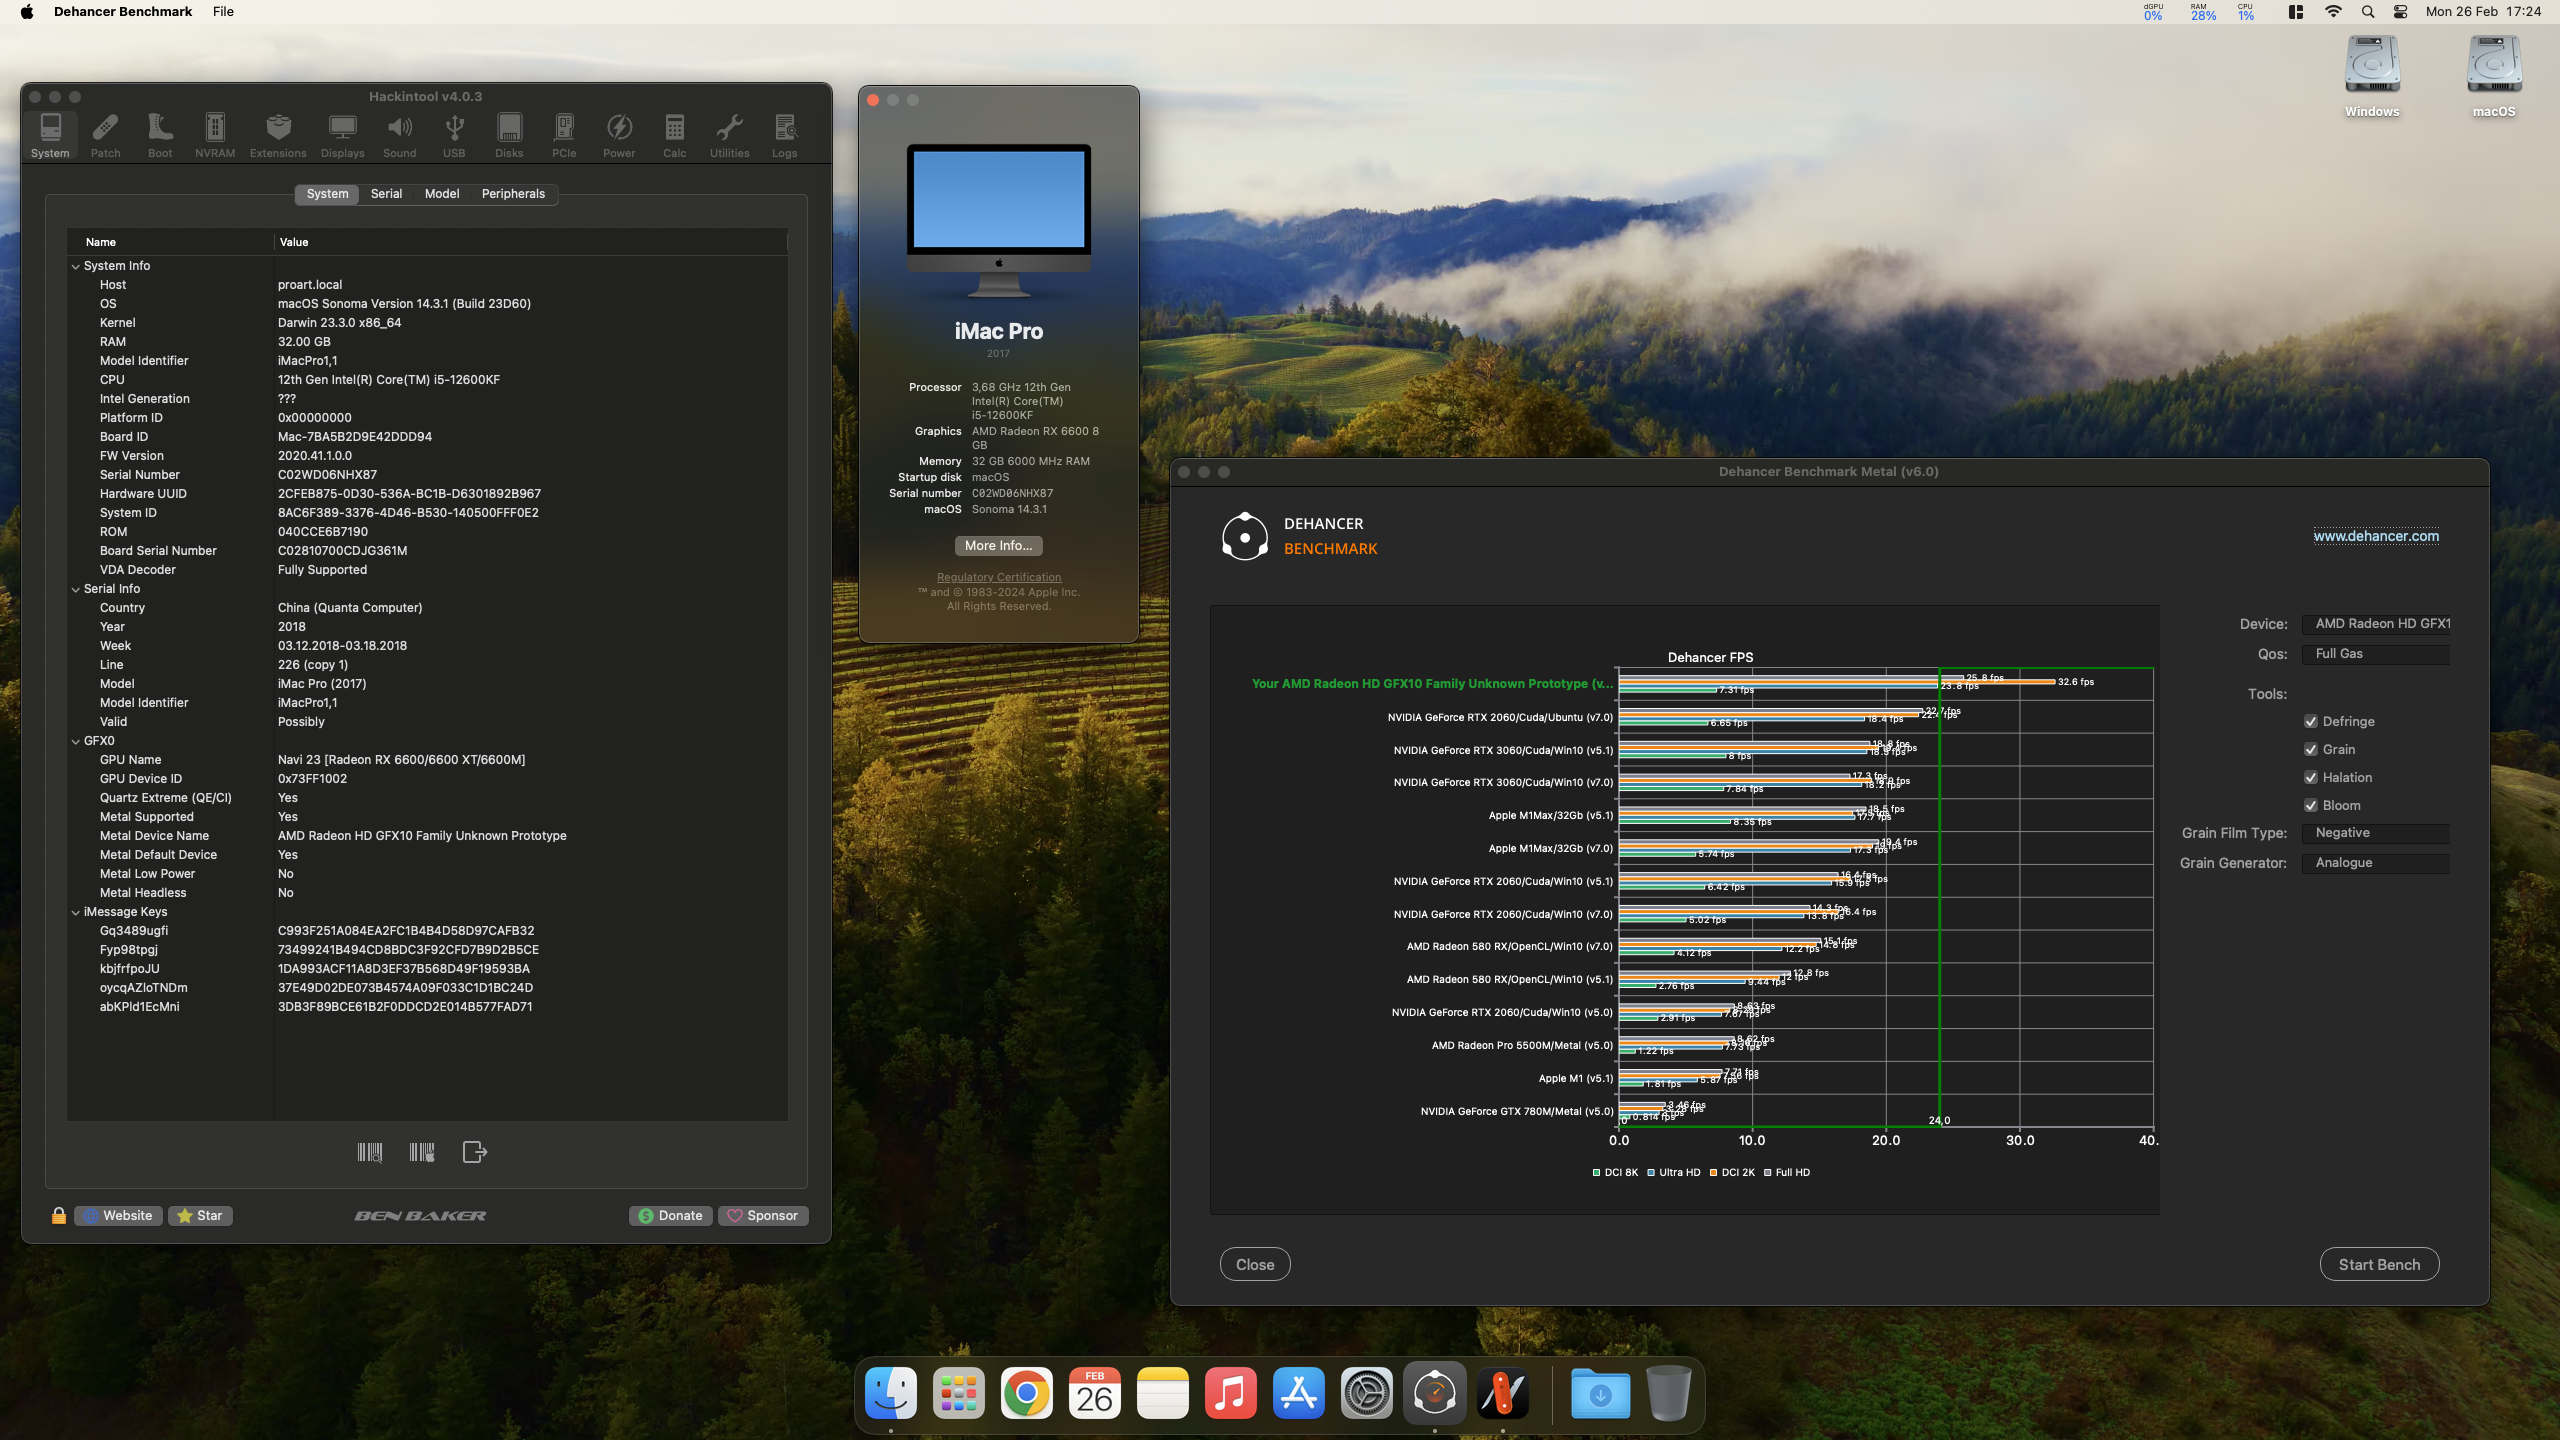 Dehancer Benchmark File
dGPU 0% RAM 28% CPU 1% Mon 26 Feb 17:24
Windows
macOS
Hackintool v4.0.3
System Patch Boot NVRAM Extensions Displays Sound USB Disks PCIe Power Calc Utilities Logs
System Serial Model Peripherals
Name Value
System Info
Host proart.local
OS macOS Sonoma Version 14.3.1 (Build 23D60)
Kernel Darwin 23.3.0 x86_64
RAM 32.00 GB
Model Identifier iMacPro1,1
CPU 12th Gen Intel(R) Core(TM) i5-12600KF
Intel Generation ???
Platform ID 0x00000000
Board ID Mac-7BA5B2D9E42DDD94
FW Version 2020.41.1.0.0
Serial Number C02WD06NHX87
Hardware UUID 2CFEB875-0D30-536A-BC1B-D6301892B967
System ID 8AC6F389-3376-4D46-B530-140500FFF0E2
ROM 040CCE6B7190
Board Serial Number C02810700CDJG361M
VDA Decoder Fully Supported
Serial Info
Country China (Quanta Computer)
Year 2018
Week 03.12.2018-03.18.2018
Line 226 (copy 1)
Model iMac Pro (2017)
Model Identifier iMacPro1,1
Valid Possibly
GFX0
GPU Name Navi 23 [Radeon RX 6600/6600 XT/6600M]
GPU Device ID 0x73FF1002
Quartz Extreme (QE/CI) Yes
Metal Supported Yes
Metal Device Name AMD Radeon HD GFX10 Family Unknown Prototype
Metal Default Device Yes
Metal Low Power No
Metal Headless No
iMessage Keys
Gq3489ugfi C993F251A084EA2FC1B4B4D58D97CAFB32
Fyp98tpgj 73499241B494CD8BDC3F92CFD7B9D2B5CE
kbjfrfpoJU 1DA993ACF11A8D3EF37B568D49F19593BA
oycqAZloTNDm 37E49D02DE073B4574A09F033C1D1BC24D
abKPld1EcMni 3DB3F89BCE61B2F0DDCD2E014B577FAD71
Website Star BEN BAKER Donate Sponsor
iMac Pro
2017
Processor 3,68 GHz 12th Gen
Intel(R) Core(TM)
i5-12600KF
Graphics AMD Radeon RX 6600 8
GB
Memory 32 GB 6000 MHz RAM
Startup disk macOS
Serial number C02WD06NHX87
macOS Sonoma 14.3.1
More Info...
Regulatory Certification
™ and © 1983-2024 Apple Inc.
All Rights Reserved.
Dehancer Benchmark Metal (v6.0)
DEHANCER
BENCHMARK
www.dehancer.com
Dehancer FPS
Your AMD Radeon HD GFX10 Family Unknown Prototype (v... 25.8 fps 32.6 fps 23.8 fps 7.31 fps
NVIDIA GeForce RTX 2060/Cuda/Ubuntu (v7.0) 18.4 fps 6.65 fps
NVIDIA GeForce RTX 3060/Cuda/Win10 (v5.1) 8 fps
NVIDIA GeForce RTX 3060/Cuda/Win10 (v7.0) 17.3 fps 18.2 fps 7.84 fps
Apple M1Max/32Gb (v5.1) 18.5 fps 17.7 fps 8.35 fps
Apple M1Max/32Gb (v7.0) 19.4 fps 17.3 fps 5.74 fps
NVIDIA GeForce RTX 2060/Cuda/Win10 (v5.1) 16.4 fps 15.9 fps 6.42 fps
NVIDIA GeForce RTX 2060/Cuda/Win10 (v7.0) 14.3 fps 16.4 fps 13.8 fps 5.02 fps
AMD Radeon 580 RX/OpenCL/Win10 (v7.0) 15.1 fps 14.8 fps 12.2 fps 4.12 fps
AMD Radeon 580 RX/OpenCL/Win10 (v5.1) 12.8 fps 12 fps 9.44 fps 2.76 fps
NVIDIA GeForce RTX 2060/Cuda/Win10 (v5.0) 8.63 fps 7.67 fps 2.91 fps
AMD Radeon Pro 5500M/Metal (v5.0) 8.62 fps 7.73 fps 1.22 fps
Apple M1 (v5.1) 7.71 fps 5.87 fps 1.81 fps
NVIDIA GeForce GTX 780M/Metal (v5.0) 3.46 fps 0.814 fps
24,0
0.0 10.0 20.0 30.0 40.
DCI 8K Ultra HD DCI 2K Full HD
Device: AMD Radeon HD GFX1
Qos: Full Gas
Tools:
Defringe
Grain
Halation
Bloom
Grain Film Type: Negative
Grain Generator: Analogue
Close Start Bench
FEB
26